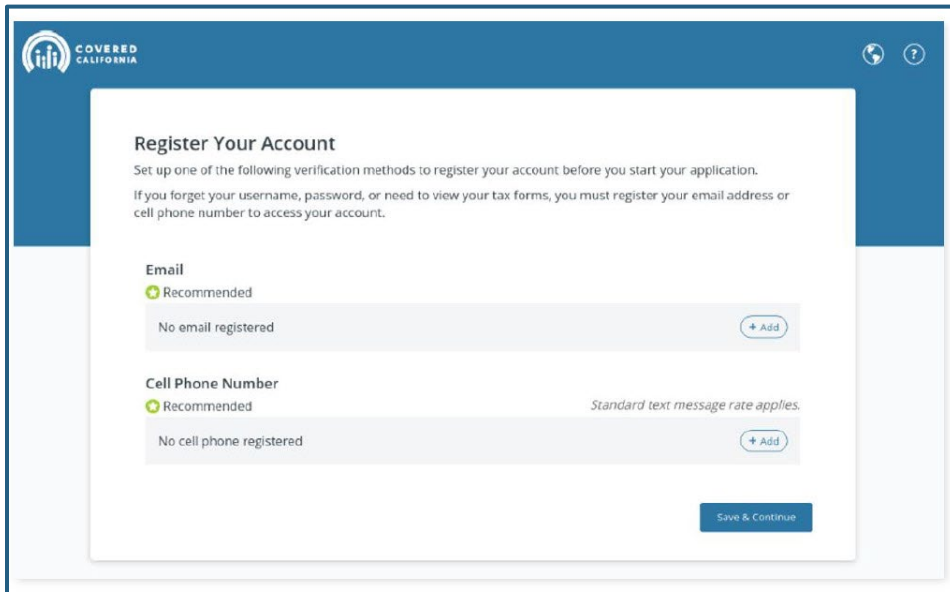 COVERED
CALIFORNIA
?
Register Your Account
Set up one of the following verification methods to register your account before you start your application.
If you forget your username, password, or need to view your tax forms, you must register your email address or
cell phone number to access your account.
Email
Recommended
No email registered
+ Add
Cell Phone Number
Recommended
Standard text message rate applies.
No cell phone registered
+ Add
Save & Continue